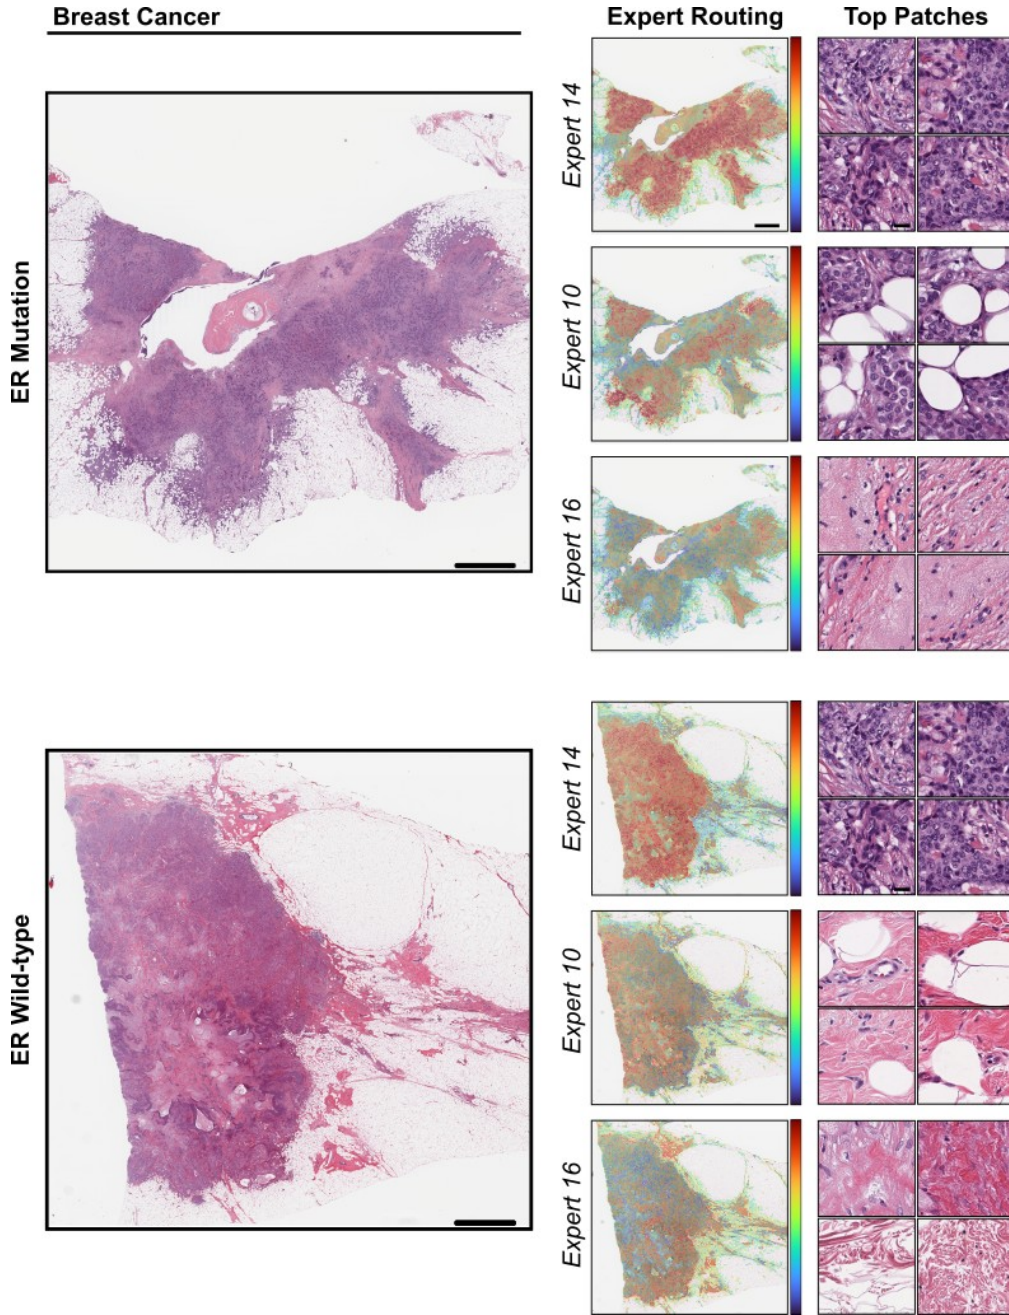 Breast Cancer
Expert Routing
Top Patches
ER Mutation
Expert 14
Expert 10
Expert 16
ER Wild-type
Expert 14
Expert 10
Expert 16